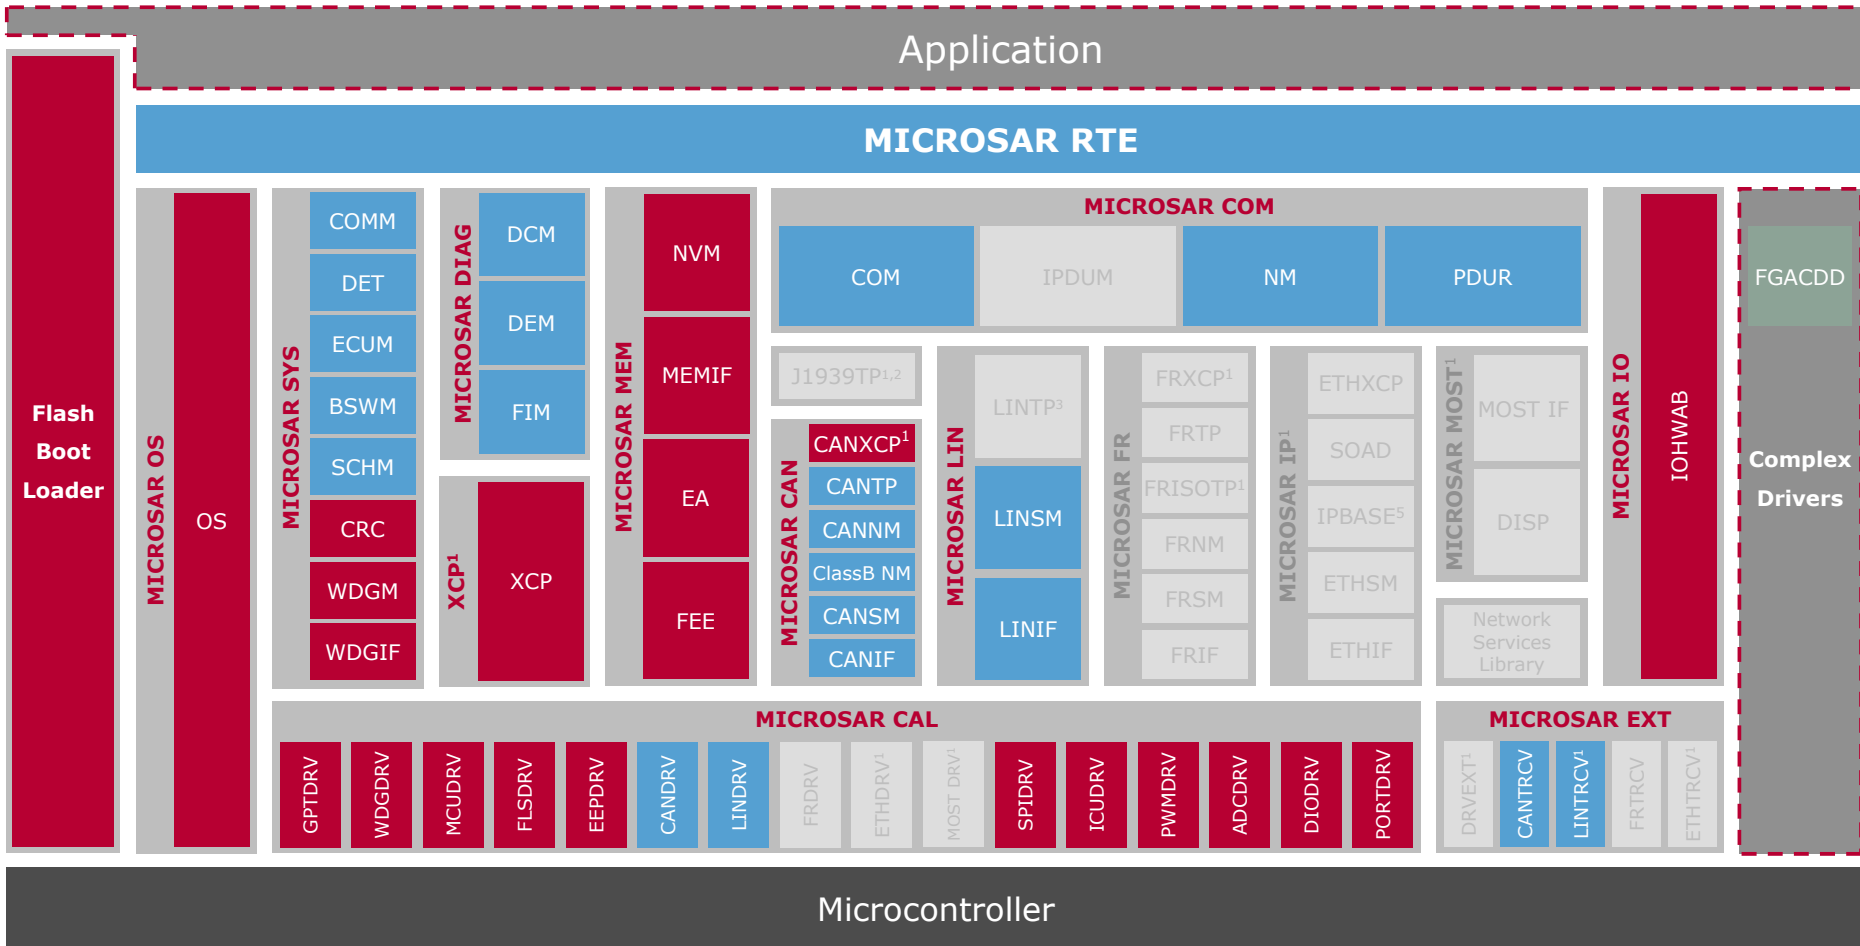 Application
MICROSAR RTE
Flash
Boot
Loader
MICROSAR OS
OS
MICROSAR SYS
COMM
DET
ECUM
BSWM
SCHM
CRC
WDGM
WDGIF
MICROSAR DIAG
DCM
DEM
FIM
XCP¹
XCP
MICROSAR MEM
NVM
MEMIF
EA
FEE
MICROSAR COM
COM
IPDUM
NM
PDUR
J1939TP¹,²
MICROSAR CAN
CANXCP¹
CANTP
CANNM
ClassB NM
CANSM
CANIF
MICROSAR LIN
LINTP³
LINSM
LINIF
MICROSAR FR
FRXCP¹
FRTP
FRISOTP¹
FRNM
FRSM
FRIF
MICROSAR IP¹
ETHXCP
SOAD
IPBASE⁵
ETHSM
ETHIF
MICROSAR MOST¹
MOST IF
DISP
Network
Services
Library
MICROSAR IO
IOHWAB
FGACDD
Complex
Drivers
MICROSAR CAL
GPTDRV
WDGDRV
MCUDRV
FLSDRV
EEPDRV
CANDRV
LINDRV
FRDRV
ETHDRV¹
MOST DRV¹
SPIDRV
ICUDRV
PWMDRV
ADCDRV
DIODRV
PORTDRV
MICROSAR EXT
DRVEXT¹
CANTRCV
LINTRCV¹
FRTRCV
ETHTRCV¹
Microcontroller